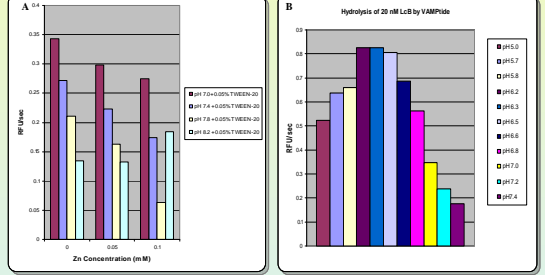 A
0.4
0.35
0.3
0.25
0.2
0.15
0.1
0.05
0
RFU/sec
0
0.05
0.1
Zn Concentration (mM)
pH 7.0+0.05% TWEEN-20
pH 7.4 +0.05% TWEEN-20
pH 7.8 +0.05% TWEEN-20
pH 8.2 +0.05% TWEEN-20
B
Hydrolysis of 20 nM LcB by VAMPtide
0.9
0.8
0.7
0.6
0.5
0.4
0.3
0.2
0.1
0
RFU/sec
pH5.0
pH5.7
pH5.8
pH6.2
pH6.3
pH6.5
pH6.6
pH6.8
pH7.0
pH7.2
pH7.4